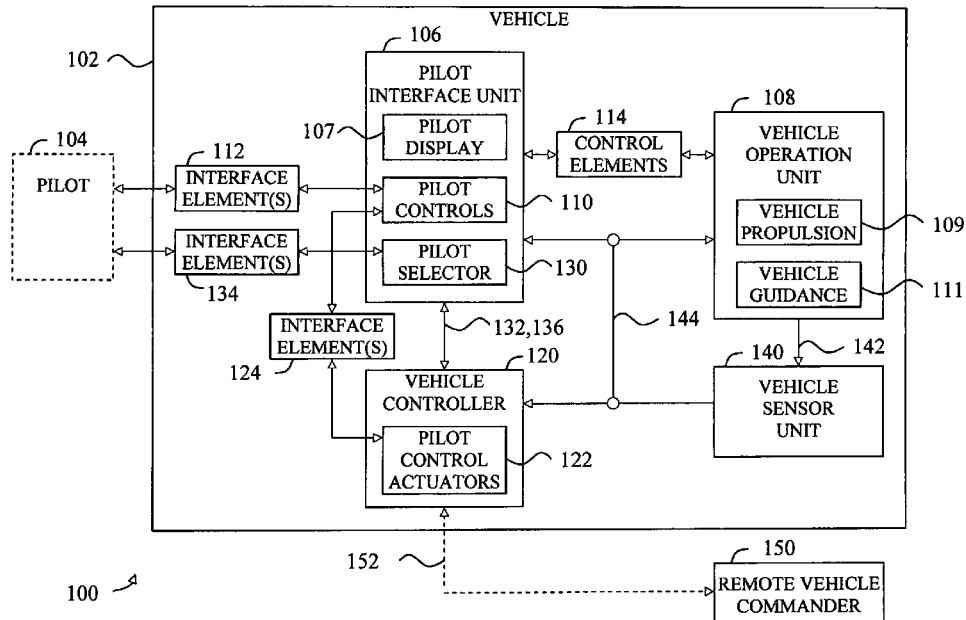 VEHICLE
102
106
PILOT
INTERFACE UNIT
107
PILOT
DISPLAY
PILOT
CONTROLS
110
PILOT
SELECTOR
130
104
PILOT
112
INTERFACE
ELEMENT(S)
INTERFACE
ELEMENT(S)
134
114
CONTROL
ELEMENTS
108
VEHICLE
OPERATION
UNIT
VEHICLE
PROPULSION
109
VEHICLE
GUIDANCE
111
INTERFACE
ELEMENT(S)
124
132,136
144
142
120
VEHICLE
CONTROLLER
PILOT
CONTROL
ACTUATORS
122
140
VEHICLE
SENSOR
UNIT
152
150
REMOTE VEHICLE
COMMANDER
100